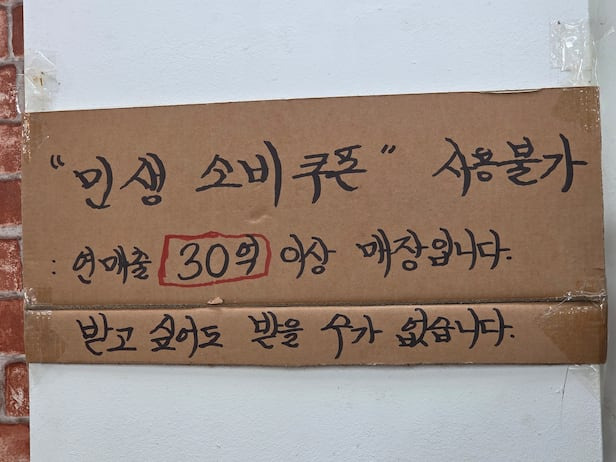 "민생 소비쿠폰" 사용불가
: 연매출 30억 이상 매장입니다.
받고 싶어도 받을 수가 없습니다.